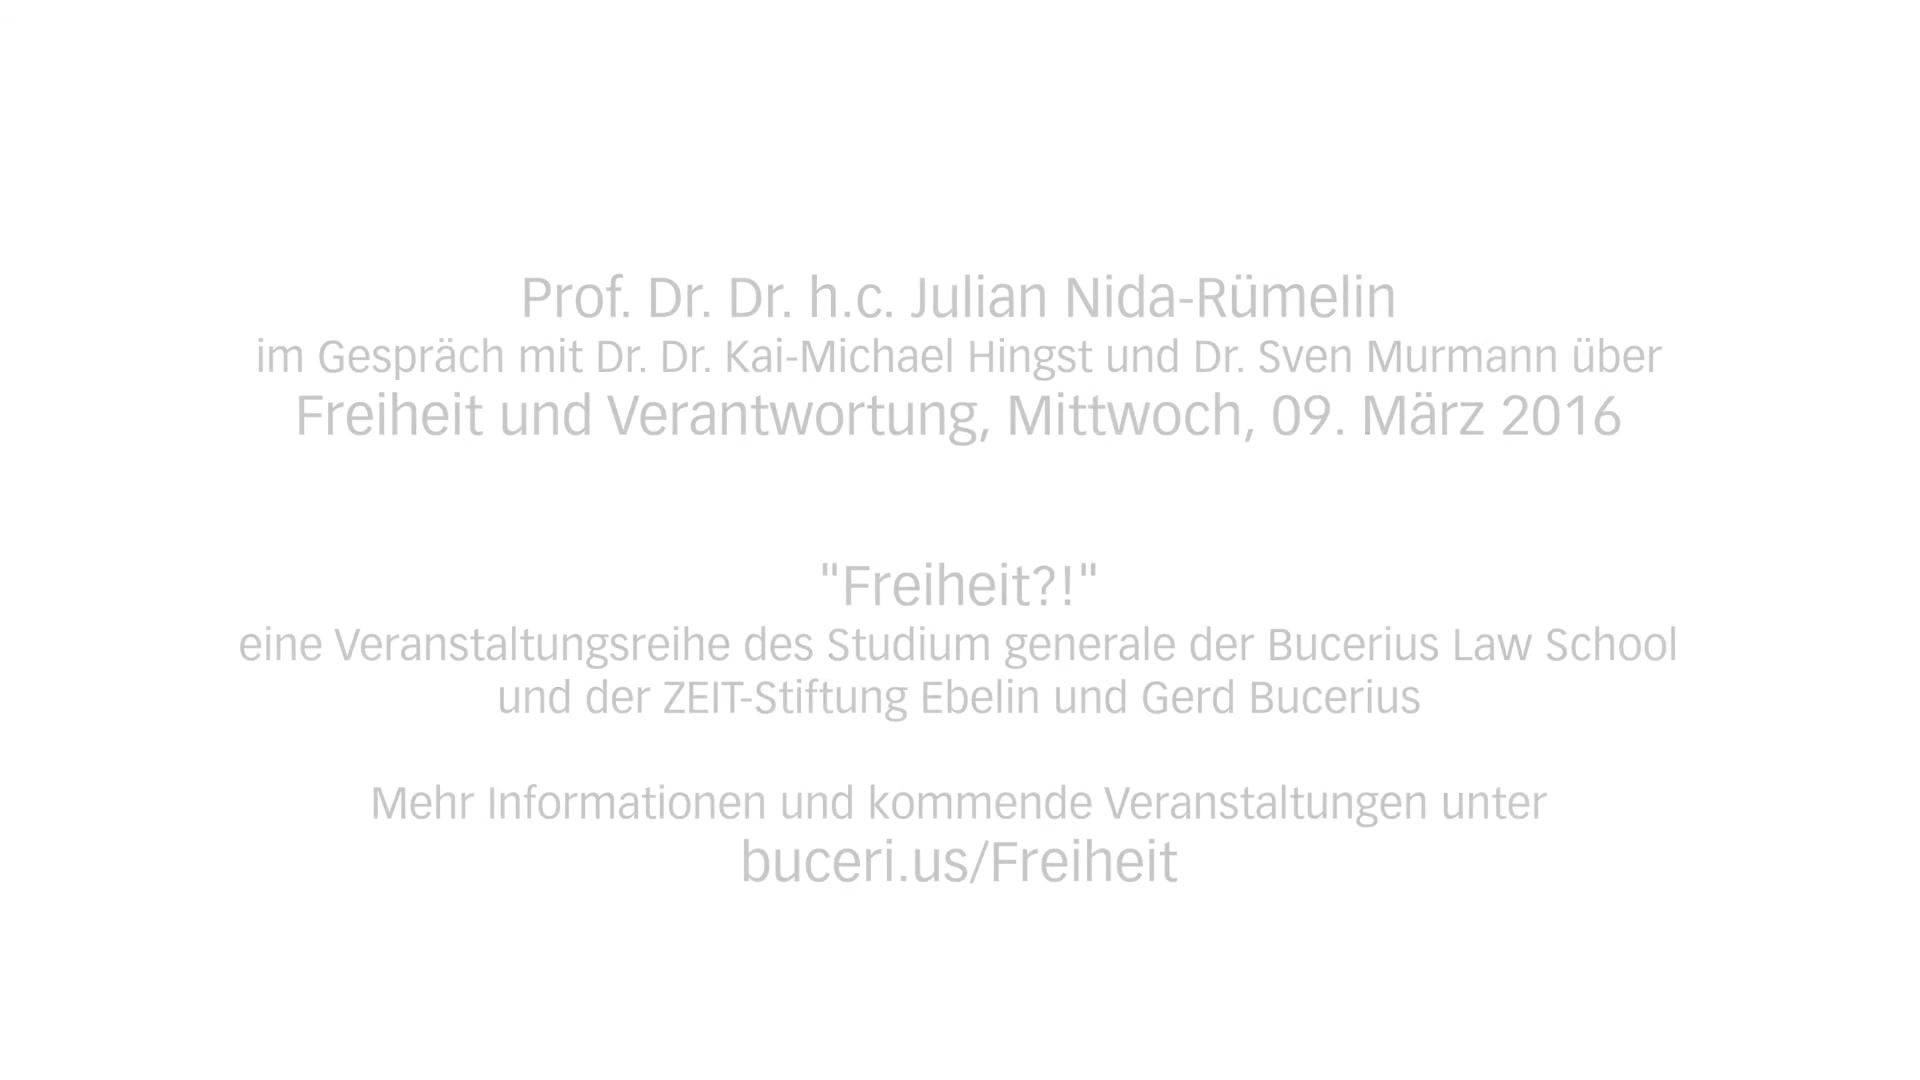 Prof. Dr. Dr. h.c. Julian Nida-Rümelin
im Gespräch mit Dr. Dr. Kai-Michael Hingst und Dr. Sven Murmann über
Freiheit und Verantwortung, Mittwoch, 09. März 2016
"Freiheit?!"
eine Veranstaltungsreihe des Studium generale der Bucerius Law School
und der ZEIT-Stiftung Ebelin und Gerd Bucerius
Mehr Informationen und kommende Veranstaltungen unter
buceri.us/Freiheit